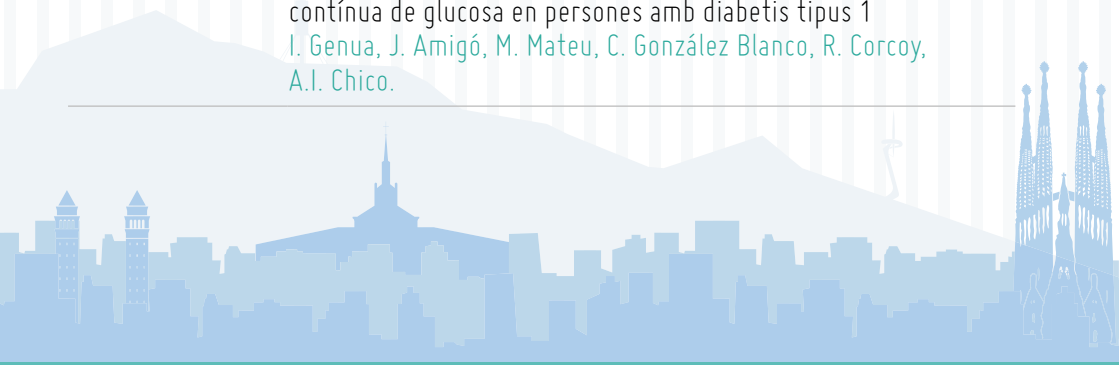 contínua de glucosa en persones amb diabetis tipus 1
I. Genua, J. Amigó, M. Mateu, C. González Blanco, R. Corcoy,
A.I. Chico.